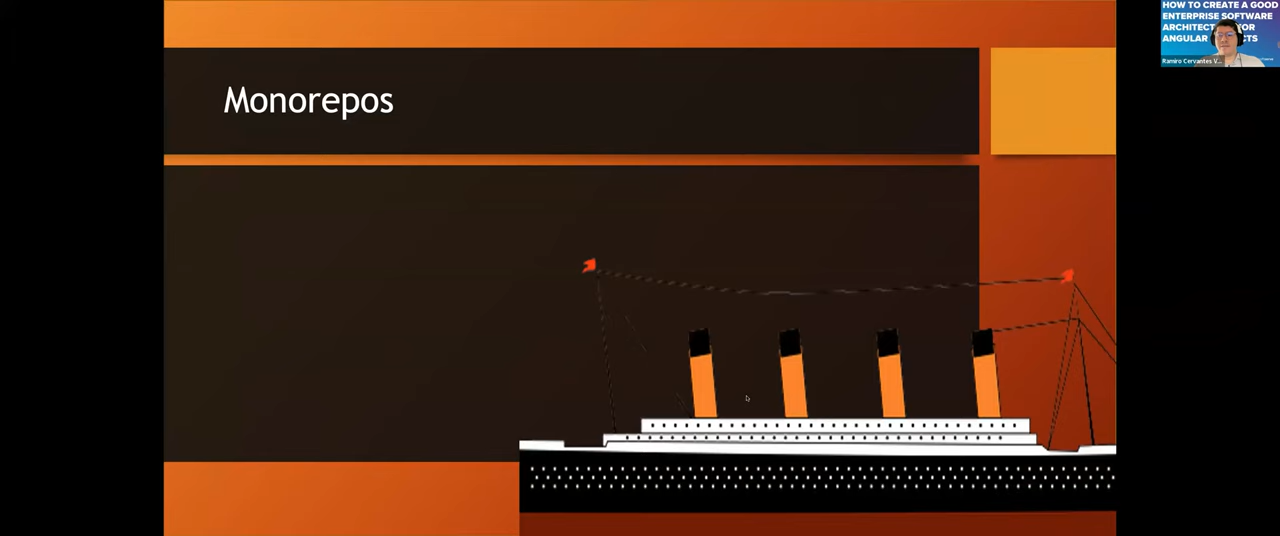 Monorepos
HOW TO CREATE A GOOD
ENTERPRISE SOFTWARE
ANGULAR
Ramiro Cervantes V...